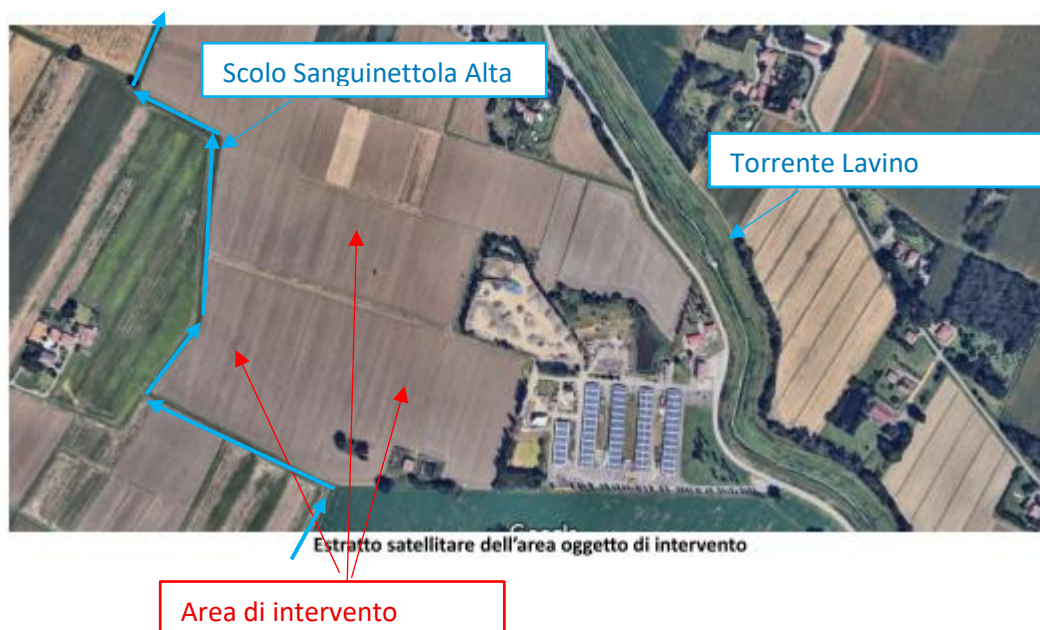 Scolo Sanguinettola Alta
Torrente Lavino
Google
Estratto satellitare dell'area oggetto di intervento
Area di intervento